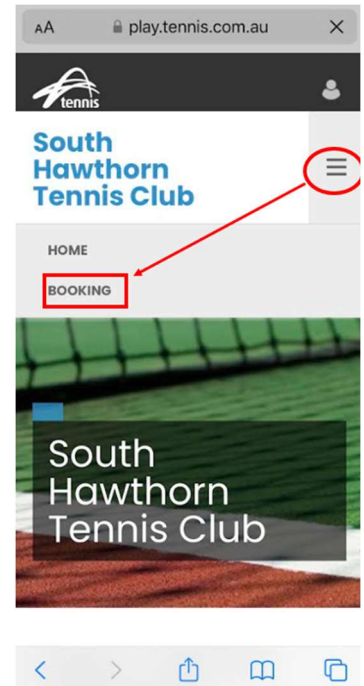 AA play.tennis.com.au
tennis
South
Hawthorn
Tennis Club
HOME
BOOKING
South
Hawthorn
Tennis Club